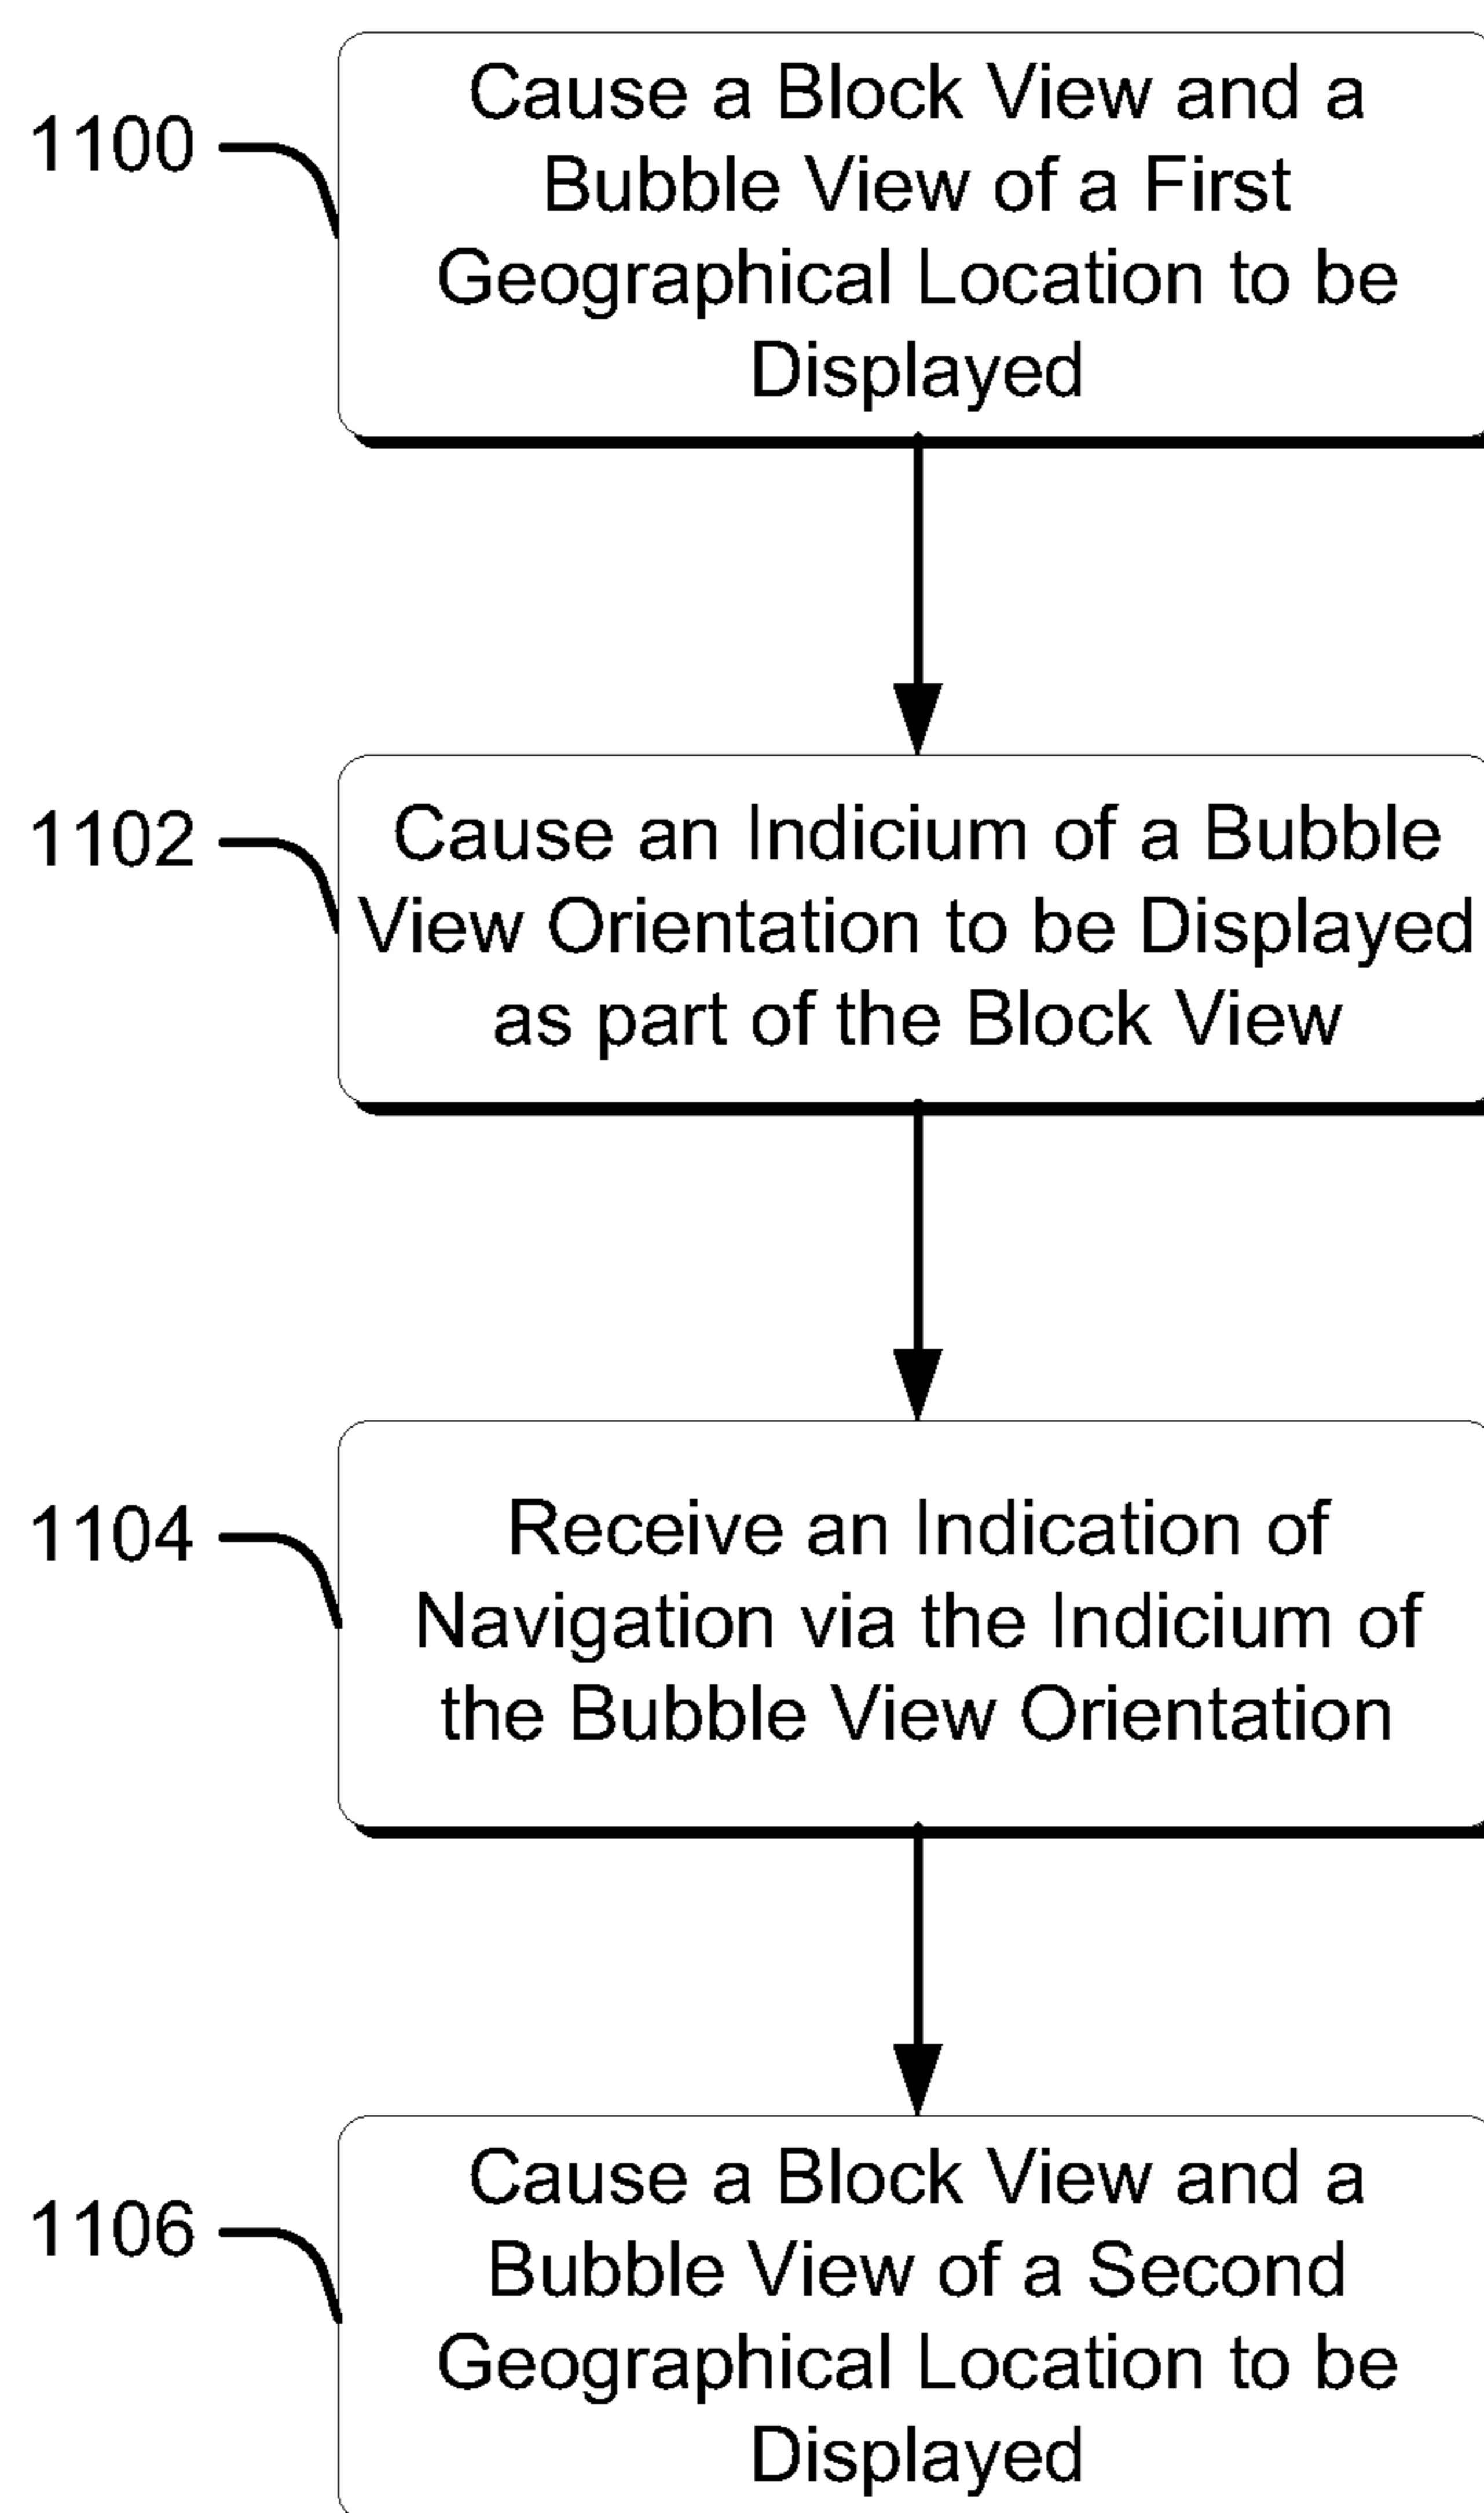 1100
Cause a Block View and a
Bubble View of a First
Geographical Location to be
Displayed
1102
Cause an Indicium of a Bubble
View Orientation to be Displayed
as part of the Block View
1104
Receive an Indication of
Navigation via the Indicium of
the Bubble View Orientation
1106
Cause a Block View and a
Bubble View of a Second
Geographical Location to be
Displayed